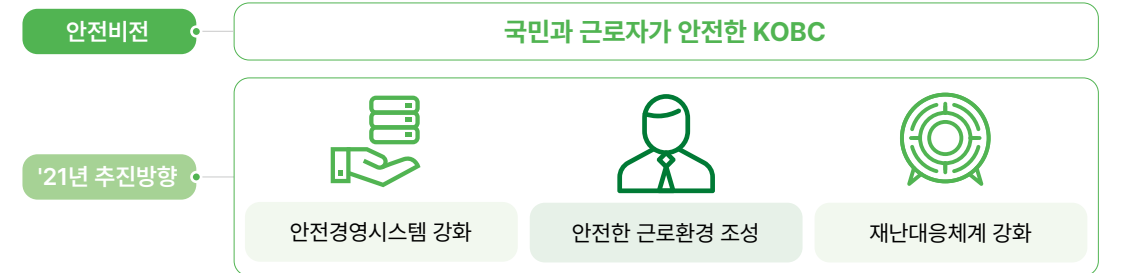 안전비전
국민과 근로자가 안전한 KOBC
'21년 추진방향
안전경영시스템 강화
안전한 근로환경 조성
재난대응체계 강화